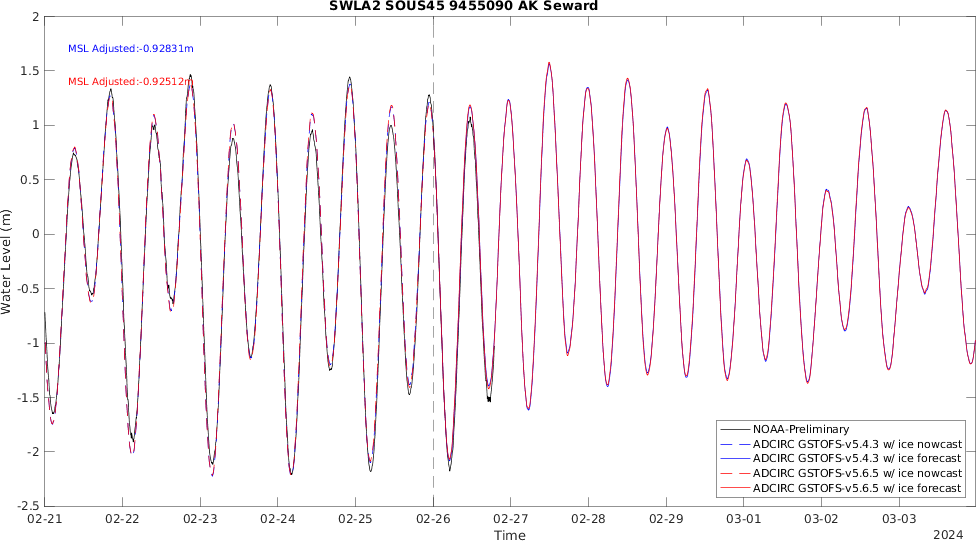 SWLA2 SOUS45 9455090 AK Seward
MSL Adjusted:-0.92831m
MSL Adjusted:-0.92512m
2
1.5
1
0.5
0
-0.5
-1
-1.5
-2
-2.5
Water Level (m)
NOAA-Preliminary
ADCIRC GSTOFS-v5.4.3 w/ ice nowcast
ADCIRC GSTOFS-v5.4.3 w/ ice forecast
ADCIRC GSTOFS-v5.6.5 w/ ice nowcast
ADCIRC GSTOFS-v5.6.5 w/ ice forecast
02-21 02-22 02-23 02-24 02-25 02-26 02-27 02-28 02-29 03-01 03-02 03-03
Time
2024